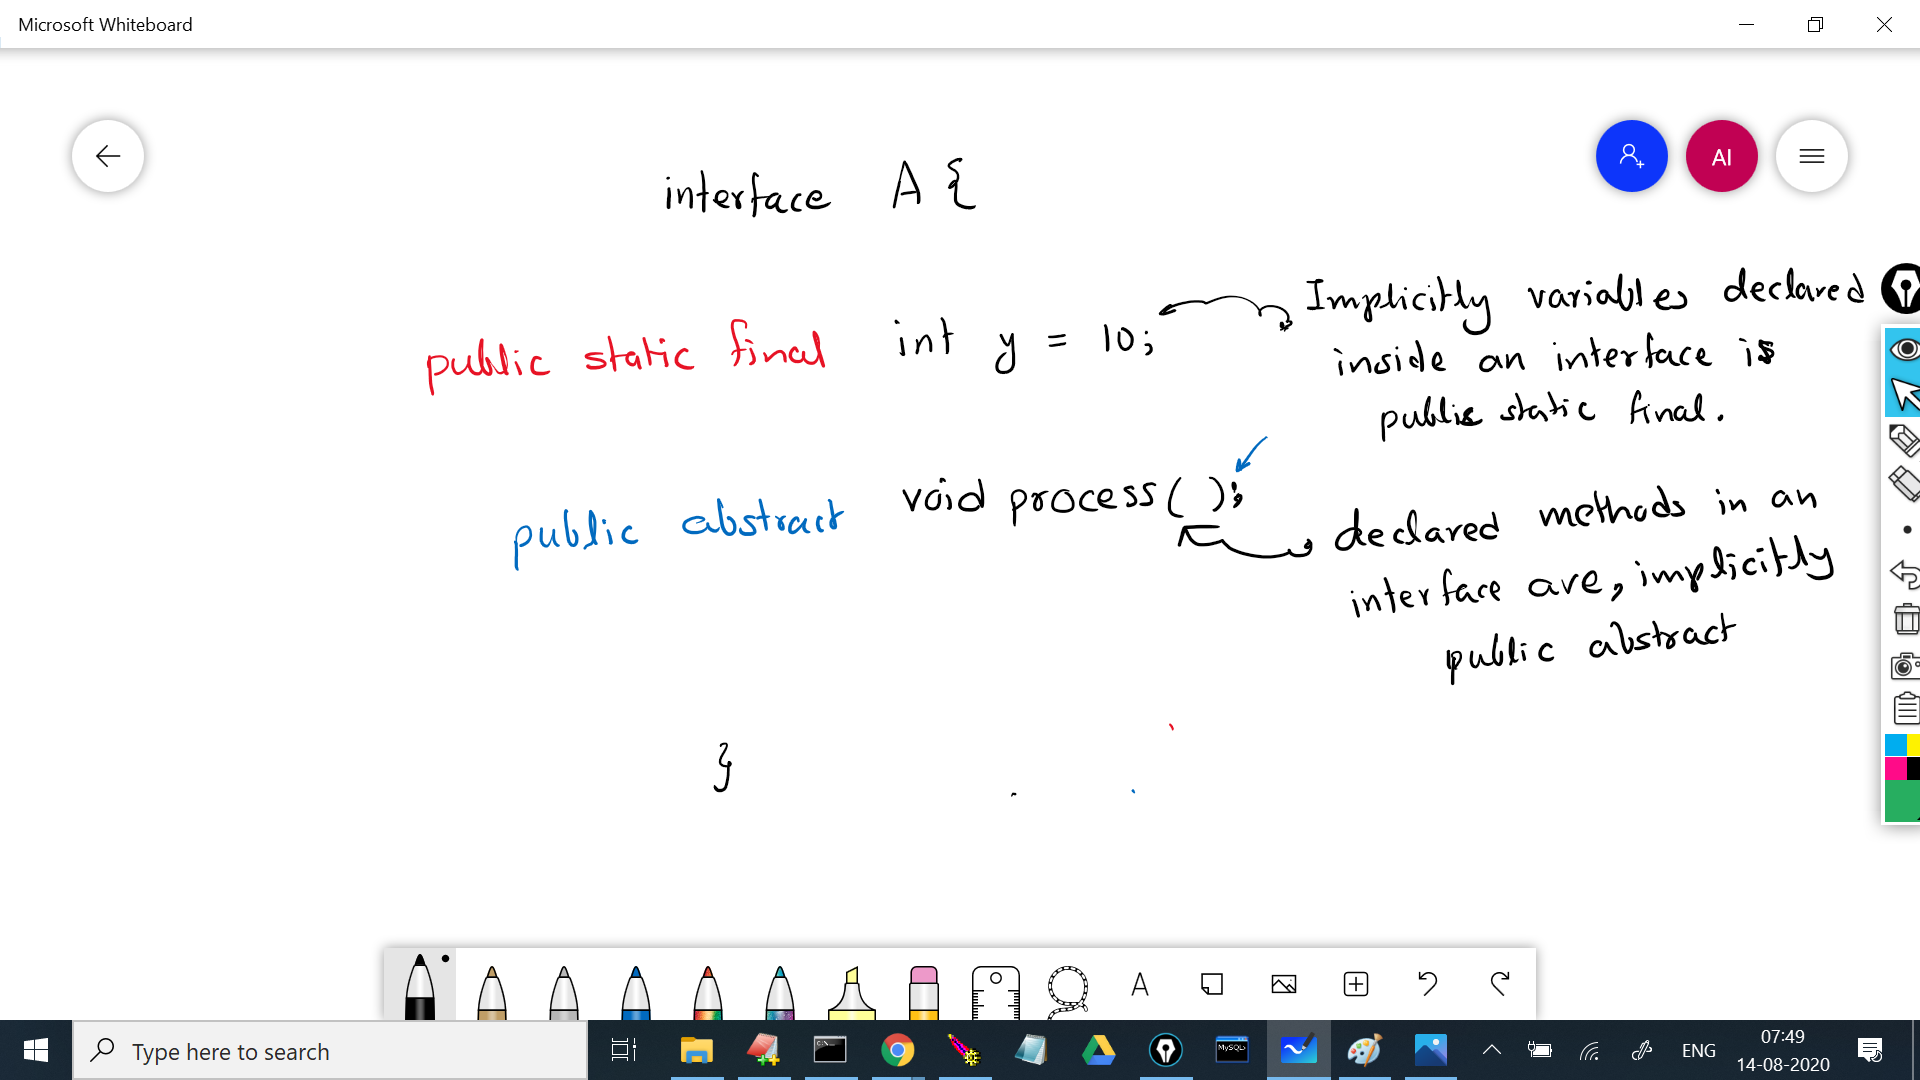 Microsoft Whiteboard
AI
interface A {
public static final int y = 10;
Implicitly variables declared
inside an interface is
public static final.
public abstract void process( );
declared methods in an
interface are, implicitly
public abstract
}
A
Type here to search
C:\_
MySQL
ENG
07:49
14-08-2020